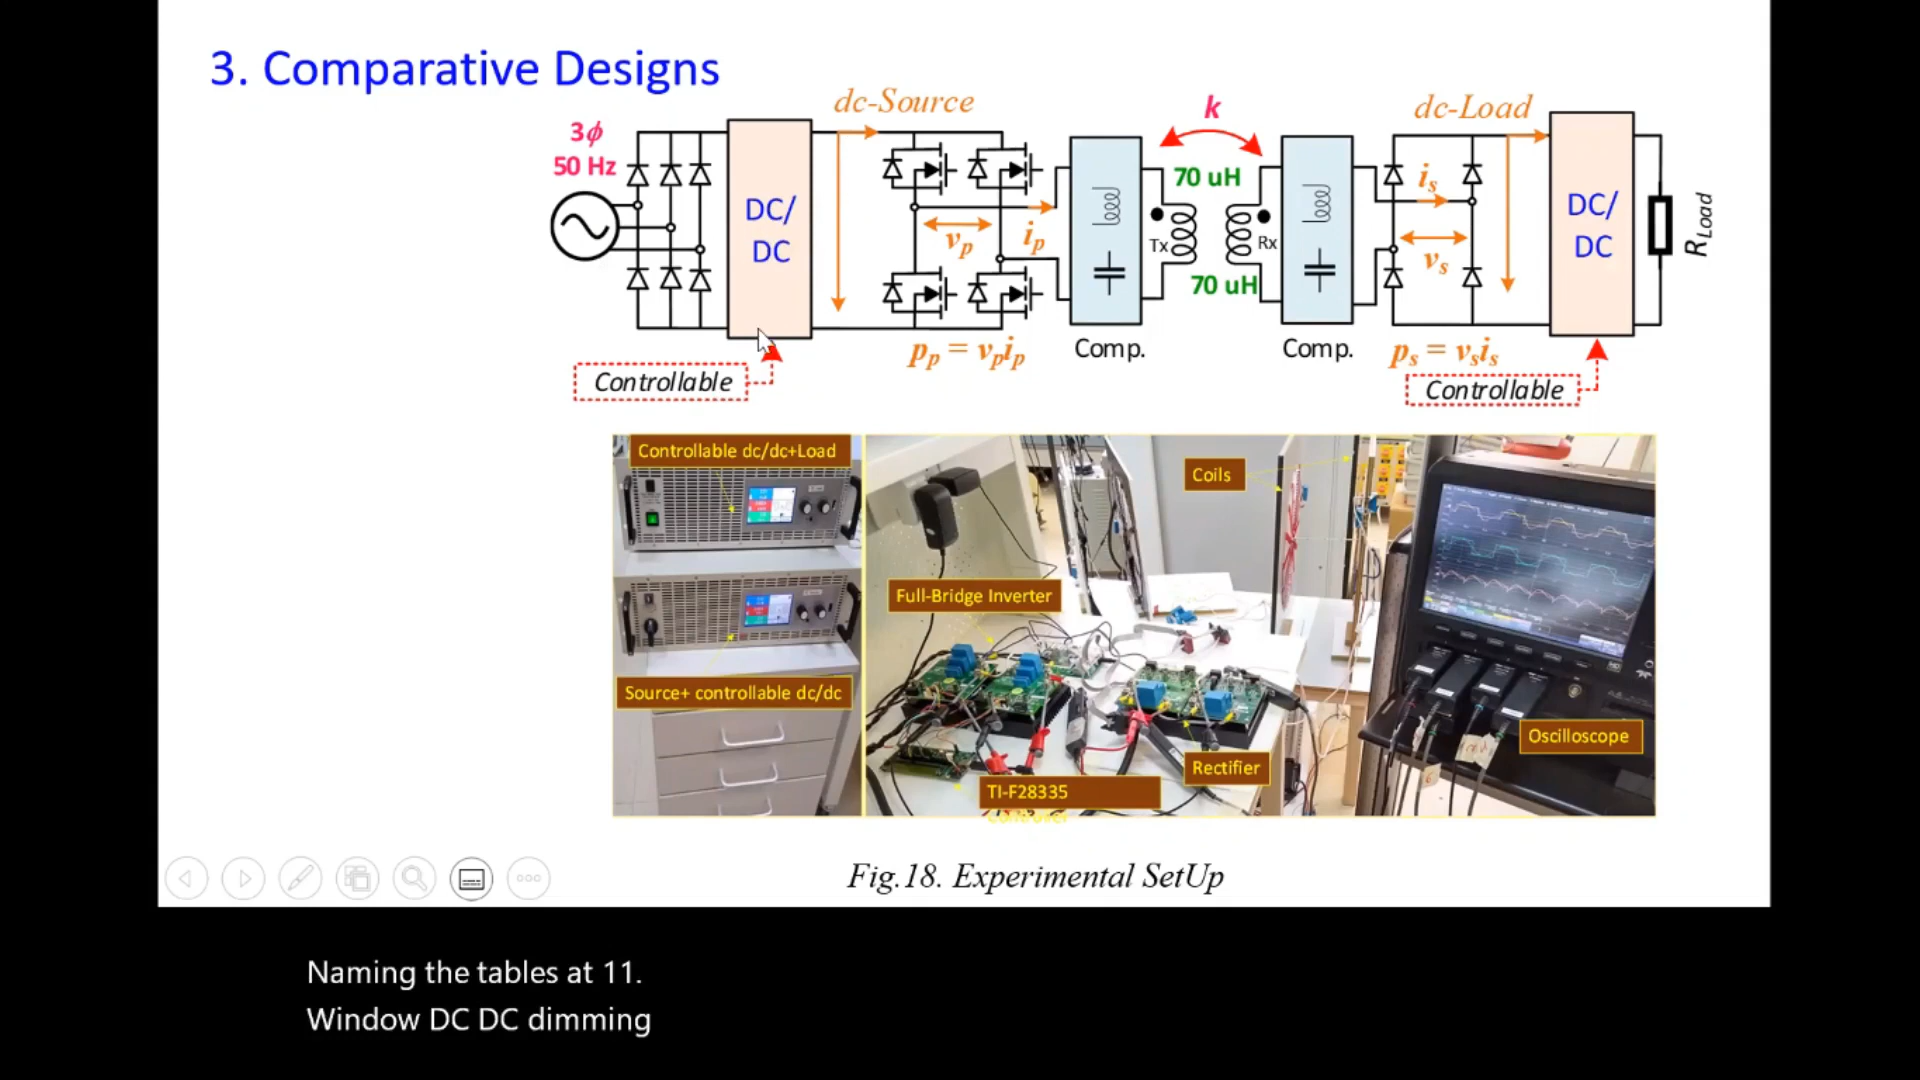 3. Comparative Designs
dc-Source
k
dc-Load
3ϕ
50 Hz
DC/
DC
vp
ip
70 uH
Tx
Rx
70 uH
is
vs
DC/
DC
RLoad
pp = vpip
Comp.
Comp.
ps = vsis
Controllable
Controllable
Controllable dc/dc+Load
Coils
Full-Bridge Inverter
Source+ controllable dc/dc
Oscilloscope
Rectifier
TI-F28335
Fig.18. Experimental SetUp
Naming the tables at 11.
Window DC DC dimming